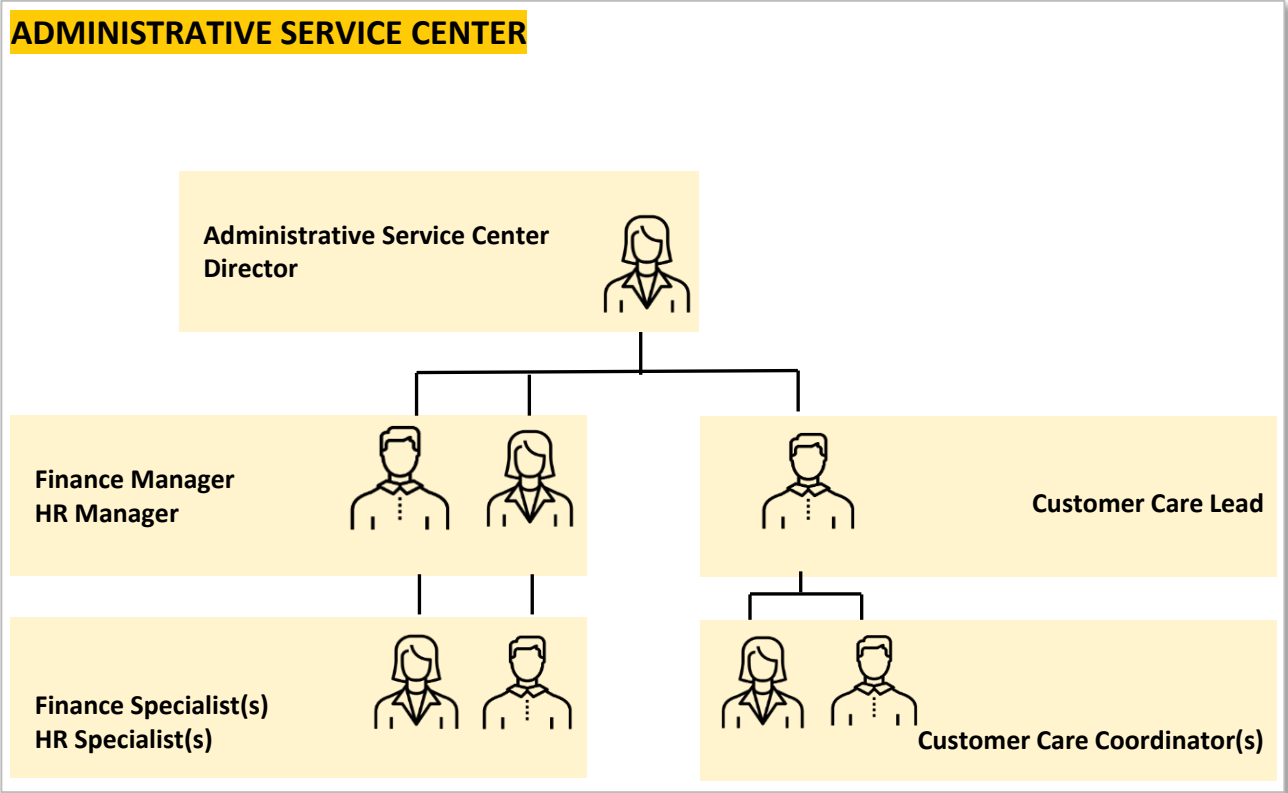 ADMINISTRATIVE SERVICE CENTER
Administrative Service Center
Director
Finance Manager
HR Manager
Customer Care Lead
Finance Specialist(s)
HR Specialist(s)
Customer Care Coordinator(s)